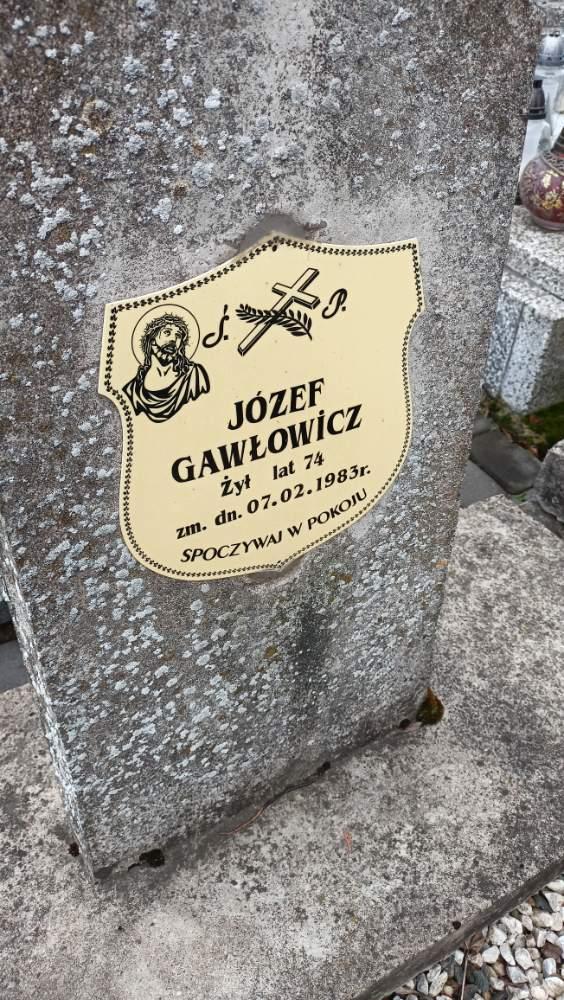 Ś. P.
JÓZEF
GAWŁOWICZ
Żył lat 74
zm. dn. 07.02.1983r.
SPOCZYWAJ W POKOJU